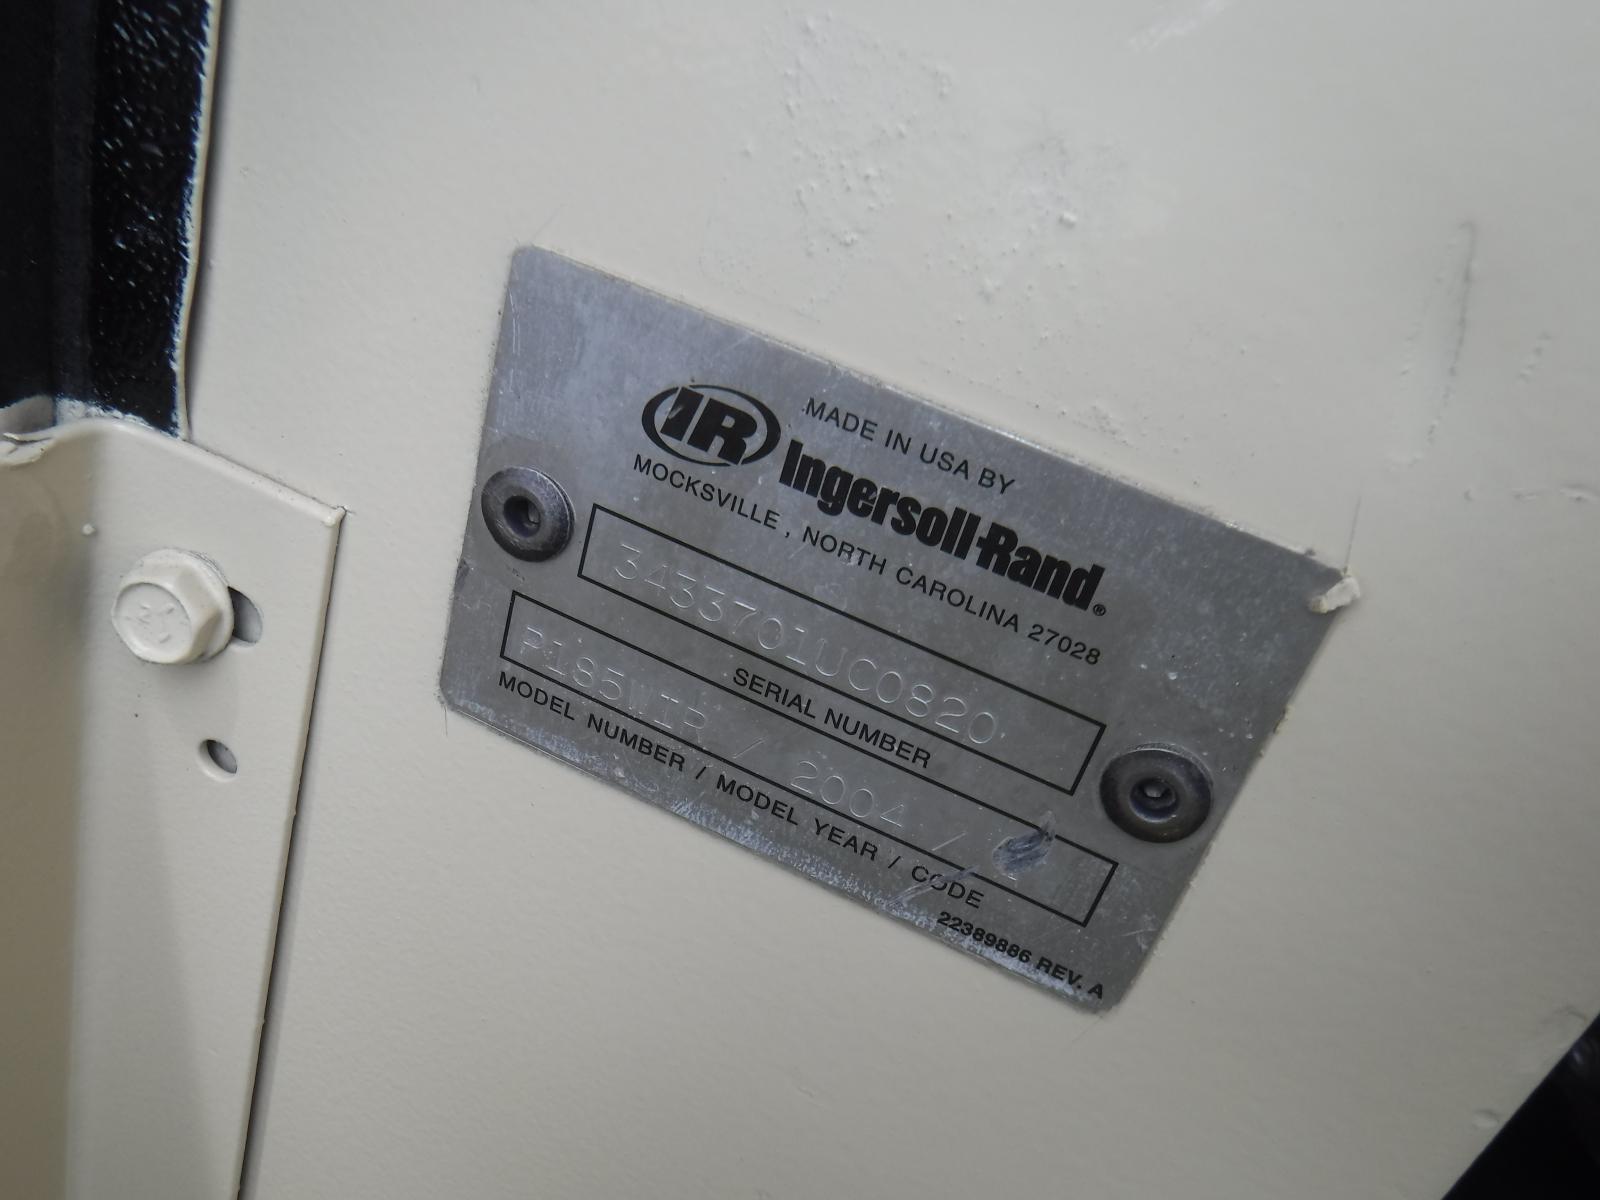 MADE IN USA BY
IR Ingersoll-Rand®
MOCKSVILLE , NORTH CAROLINA 27028
343370IUC0820
SERIAL NUMBER
P185WIR / 2004 /
MODEL NUMBER / MODEL YEAR / CODE
22389886 REV. A